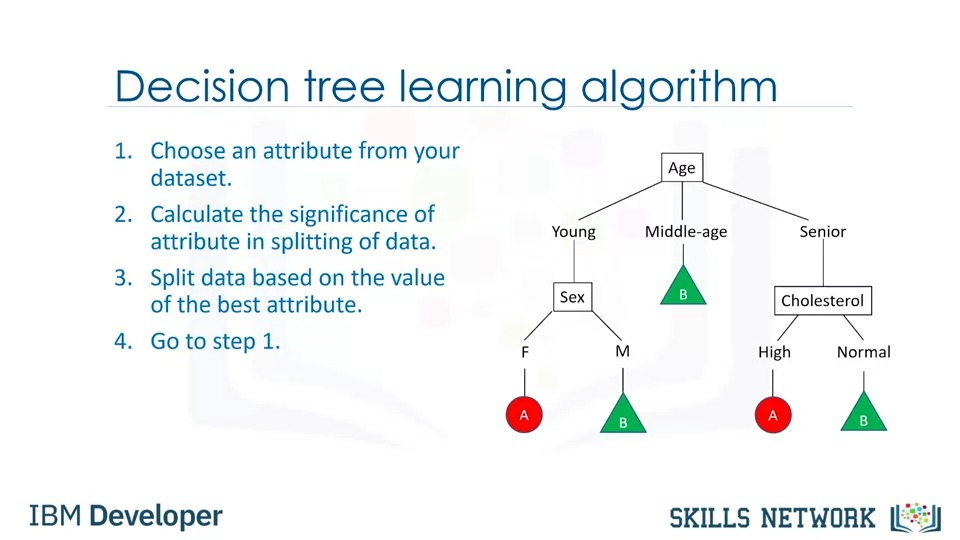 Decision tree learning algorithm
1. Choose an attribute from your
dataset.
2. Calculate the significance of
attribute in splitting of data.
3. Split data based on the value
of the best attribute.
4. Go to step 1.
Age
Young Middle-age Senior
Sex B Cholesterol
F M High Normal
A B A B
IBM Developer
SKILLS NETWORK